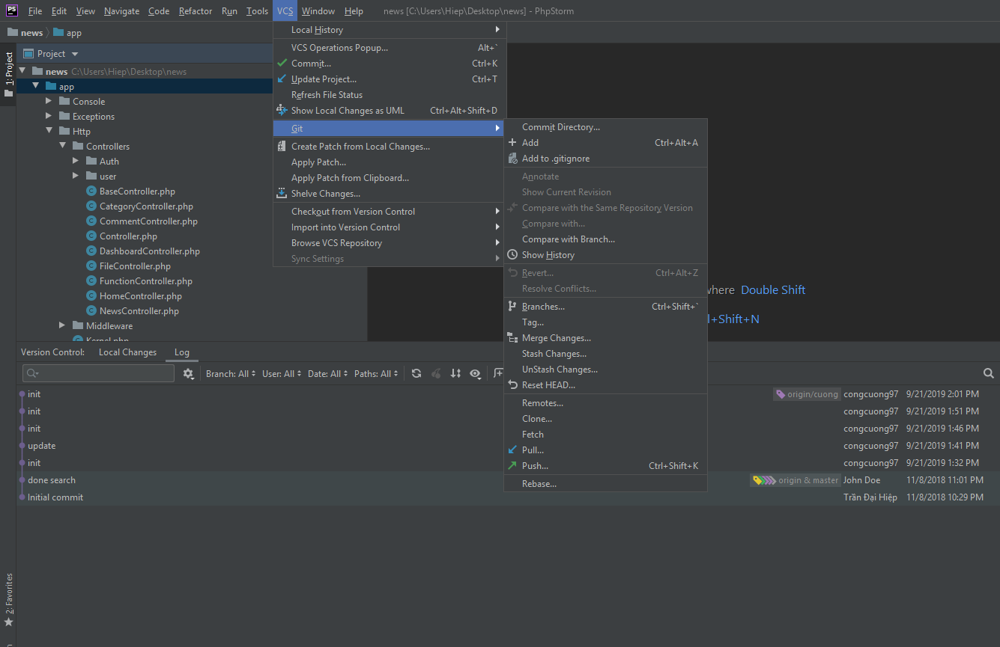 PS File Edit View Navigate Code Refactor Run Tools VCS Window Help news [C:\Users\Hiep\Desktop\news] - PhpStorm
news app
1: Project
Project
news C:\Users\Hiep\Desktop\news
app
Console
Exceptions
Http
Controllers
Auth
user
BaseController.php
CategoryController.php
CommentController.php
Controller.php
DashboardController.php
FileController.php
FunctionController.php
HomeController.php
NewsController.php
Middleware
Kernel.php
Local History
VCS Operations Popup... Alt+`
Commit... Ctrl+K
Update Project... Ctrl+T
Refresh File Status
Show Local Changes as UML Ctrl+Alt+Shift+D
Git
Create Patch from Local Changes...
Apply Patch...
Apply Patch from Clipboard...
Shelve Changes...
Checkout from Version Control
Import into Version Control
Browse VCS Repository
Sync Settings
Commit Directory...
Add Ctrl+Alt+A
Add to .gitignore
Annotate
Show Current Revision
Compare with the Same Repository Version
Compare with...
Compare with Branch...
Show History
Revert... Ctrl+Alt+Z
Resolve Conflicts...
Branches... Ctrl+Shift+`
Tag...
Merge Changes...
Stash Changes...
UnStash Changes...
Reset HEAD...
Remotes...
Clone...
Fetch
Pull...
Push... Ctrl+Shift+K
Rebase...
where Double Shift
l+Shift+N
Version Control: Local Changes Log
Branch: All User: All Date: All Paths: All
init origin/cuong congcuong97 9/21/2019 2:01 PM
init congcuong97 9/21/2019 1:51 PM
init congcuong97 9/21/2019 1:46 PM
update congcuong97 9/21/2019 1:41 PM
init congcuong97 9/21/2019 1:32 PM
done search origin & master John Doe 11/8/2018 11:01 PM
Initial commit Trần Đại Hiệp 11/8/2018 10:29 PM
2: Favorites